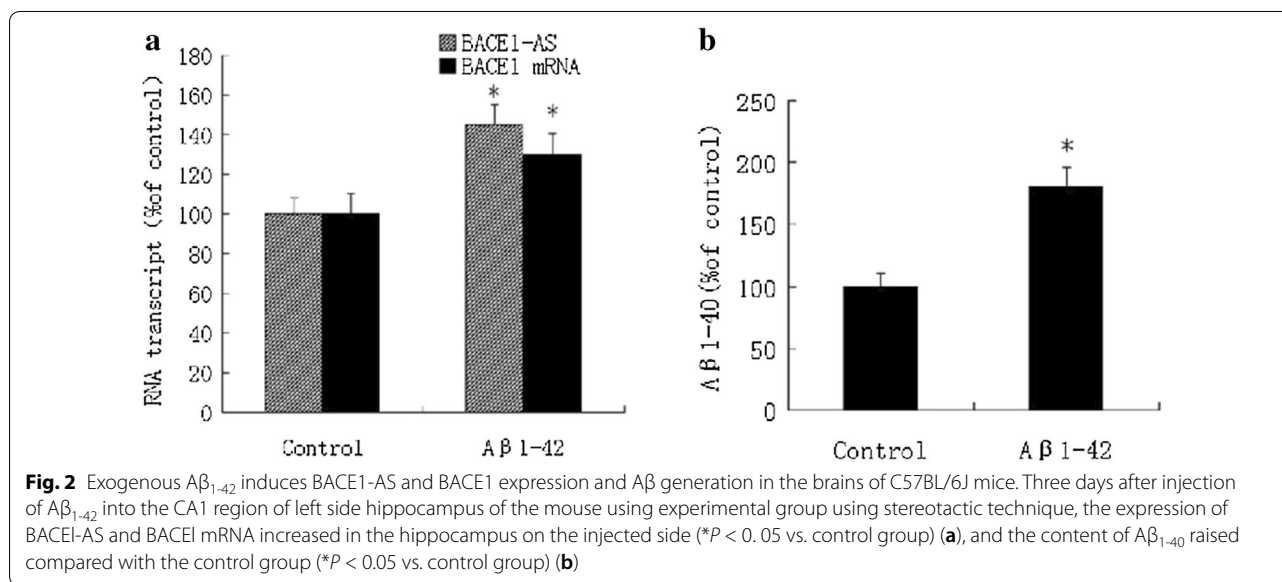 a
BACE1-AS
BACE1 mRNA
RNA transcript (%of control)
180
160
140
120
100
80
60
40
20
0
*
*
Control
Aβ1-42
b
Aβ1-40(%of control)
250
200
150
100
50
0
*
Control
Aβ1-42
Fig. 2 Exogenous Aβ1-42 induces BACE1-AS and BACE1 expression and Aβ generation in the brains of C57BL/6J mice. Three days after injection
of Aβ1-42 into the CA1 region of left side hippocampus of the mouse using experimental group using stereotactic technique, the expression of
BACEl-AS and BACEl mRNA increased in the hippocampus on the injected side (*P < 0. 05 vs. control group) (a), and the content of Aβ1-40 raised
compared with the control group (*P < 0.05 vs. control group) (b)